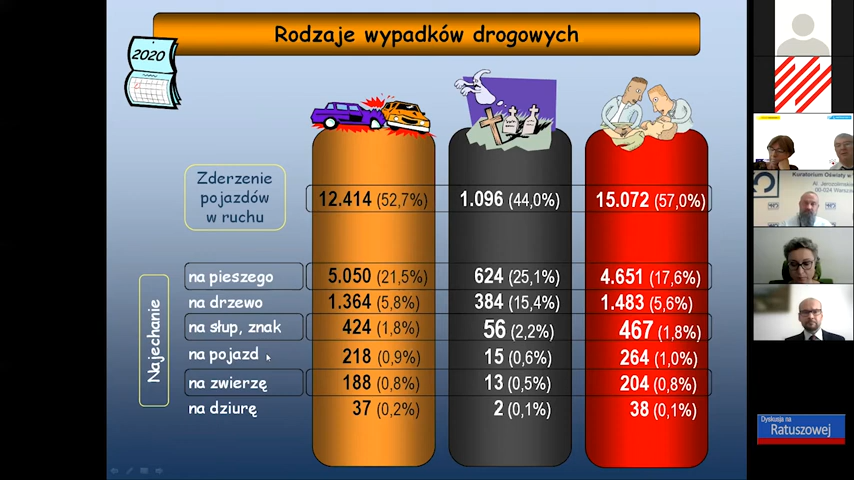 Rodzaje wypadków drogowych
2020
Zderzenie
pojazdów
w ruchu
12.414 (52,7%)
1.096 (44,0%)
15.072 (57,0%)
Najechanie
na pieszego
5.050 (21,5%)
624 (25,1%)
4.651 (17,6%)
na drzewo
1.364 (5,8%)
384 (15,4%)
1.483 (5,6%)
na słup, znak
424 (1,8%)
56 (2,2%)
467 (1,8%)
na pojazd
218 (0,9%)
15 (0,6%)
264 (1,0%)
na zwierzę
188 (0,8%)
13 (0,5%)
204 (0,8%)
na dziurę
37 (0,2%)
2 (0,1%)
38 (0,1%)
Kuratorium Oświaty w
Al. Jerozolimskie
00-024 Warsza
Dyskusja na
Ratuszowej